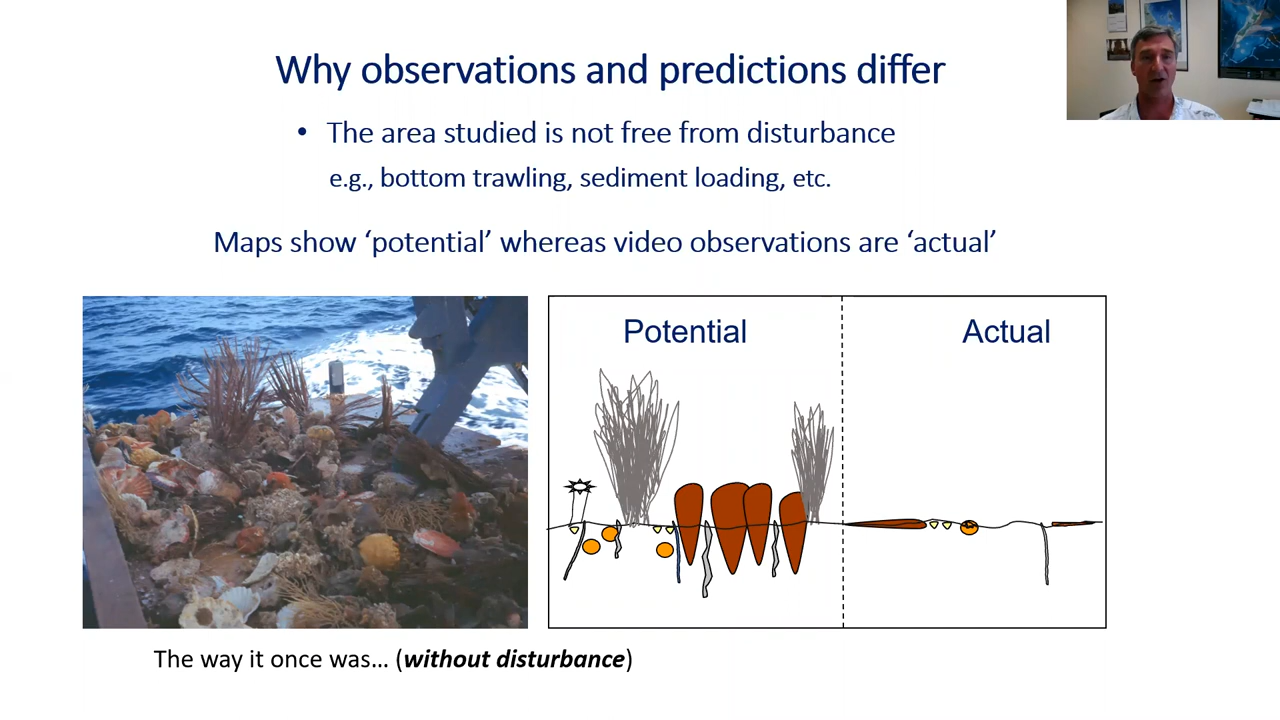 Why observations and predictions differ
• The area studied is not free from disturbance
e.g., bottom trawling, sediment loading, etc.
Maps show ‘potential’ whereas video observations are ‘actual’
Potential
Actual
The way it once was... (without disturbance)